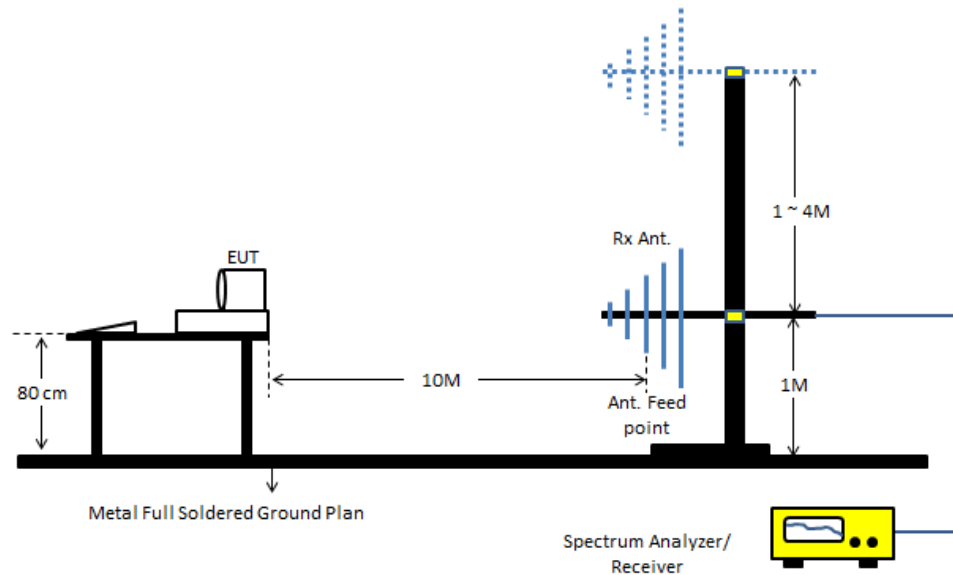 1 ~ 4M
Rx Ant.
EUT
10M
1M
80 cm
Ant. Feed
point
Metal Full Soldered Ground Plan
Spectrum Analyzer/
Receiver